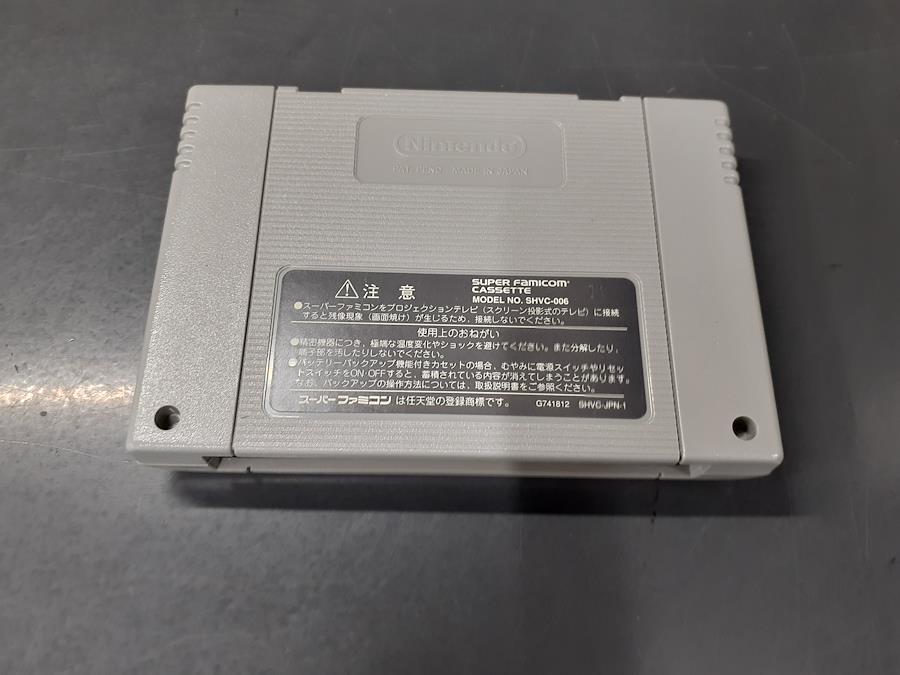 Nintendo
PAT. PEND. MADE IN JAPAN
⚠注意
SUPER FAMICOM®
CASSETTE
MODEL NO. SHVC-006
●スーパーファミコンをプロジェクションテレビ(スクリーン投影式のテレビ)に接続
すると残像現象(画面焼け)が生じるため、接続しないでください。
使用上のおねがい
●精密機器につき、極端な温度変化やショックを避けてください。また分解したり、
端子部を汚したりしないでください。
●バッテリーバックアップ機能付きカセットの場合、むやみに電源スイッチやリセッ
トスイッチをON・OFFすると、蓄積されている内容が消えてしまうことがあります。
なお、バックアップの操作方法については、取扱説明書をご参照ください。
スーパーファミコンは任天堂の登録商標です。 G741812 SHVC-JPN-1